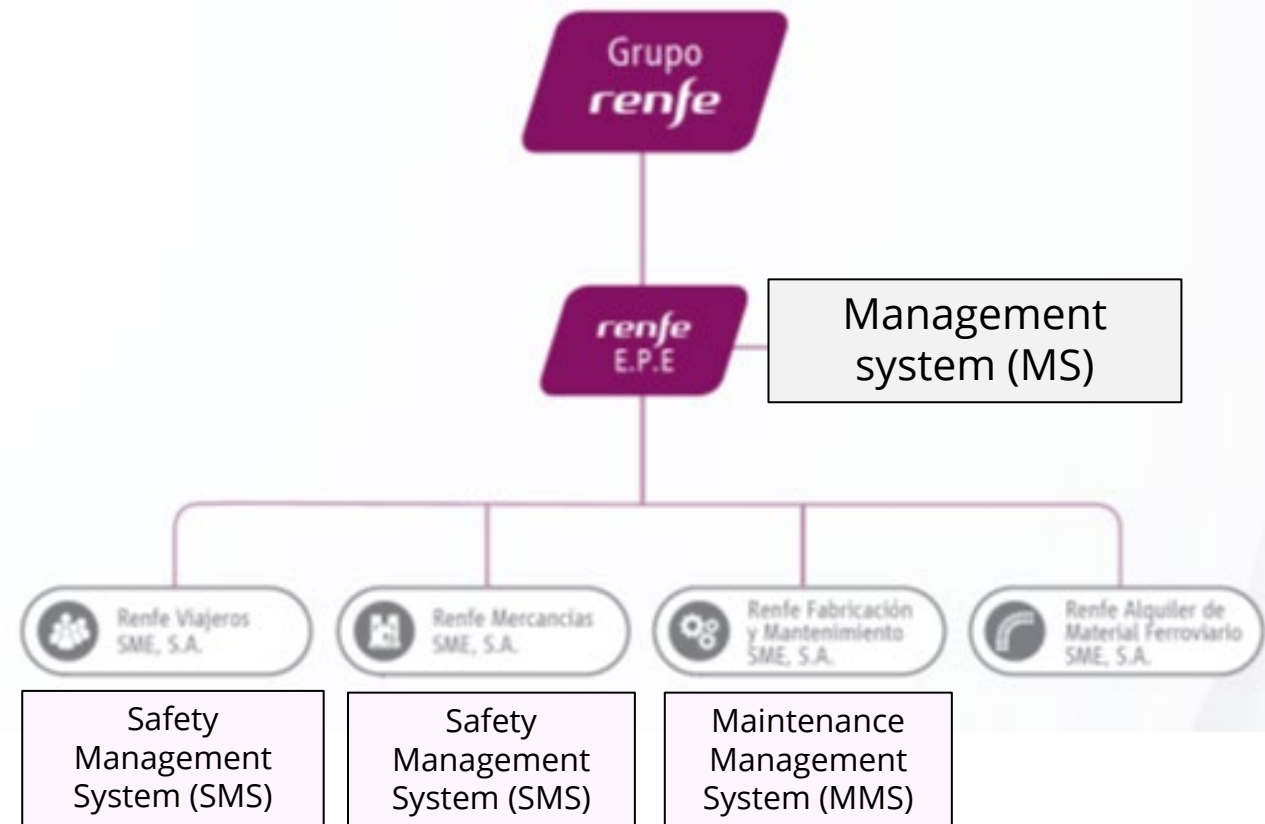 Grupo
renfe
renfe
E.P.E
Management
system (MS)
Renfe Viajeros
SME, S.A.
Renfe Mercancías
SME, S.A.
Renfe Fabricación
y Mantenimiento
SME, S.A.
Renfe Alquiler de
Material Ferroviario
SME, S.A.
Safety
Management
System (SMS)
Safety
Management
System (SMS)
Maintenance
Management
System (MMS)